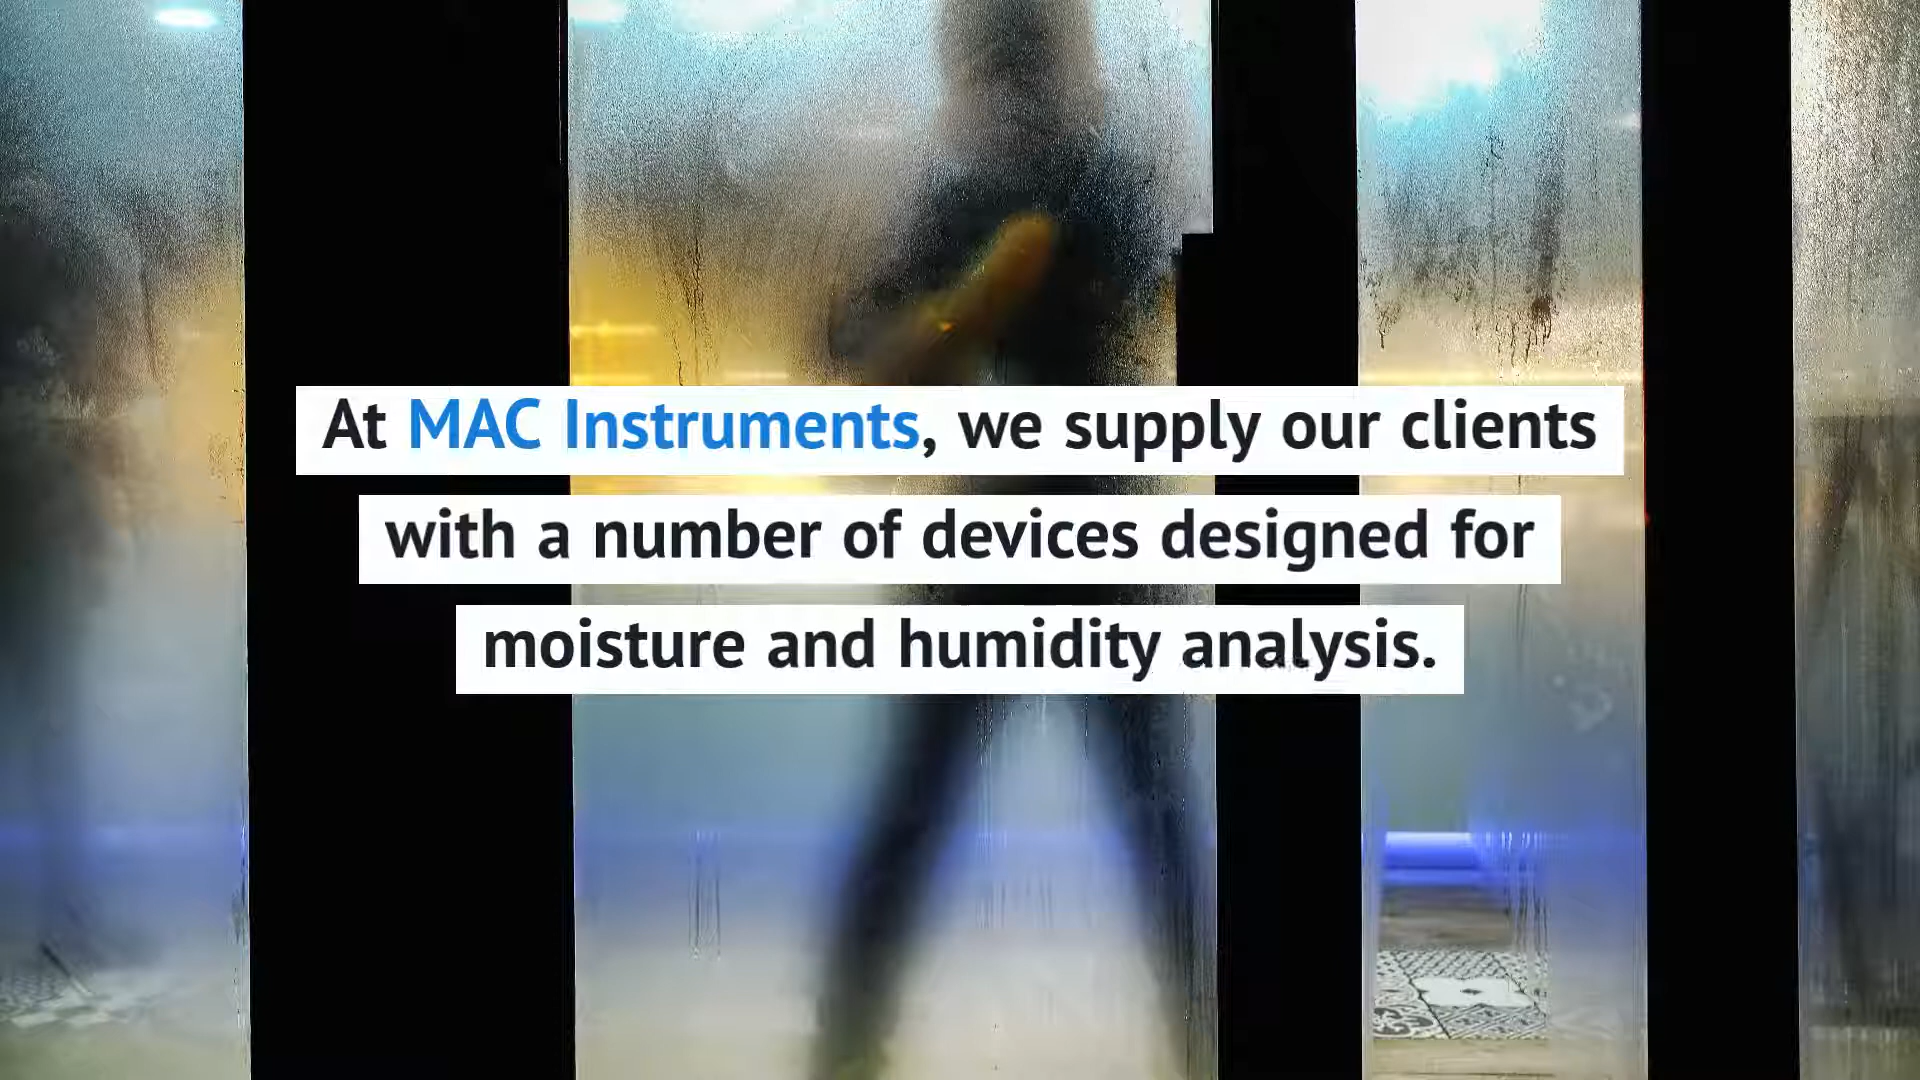 At MAC Instruments, we supply our clients
with a number of devices designed for
moisture and humidity analysis.